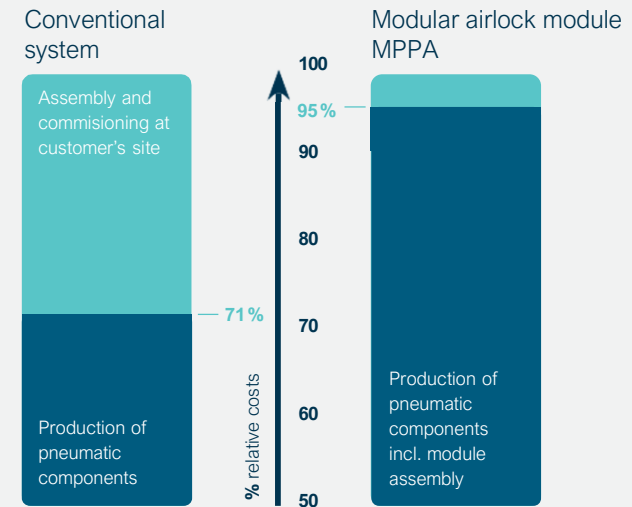 Conventional
system
Assembly and
commisioning at
customer's site
71%
Production of
pneumatic
components
% relative costs
100
95%
90
80
70
60
50
Modular airlock module
MPPA
Production of
pneumatic
components
incl. module
assembly